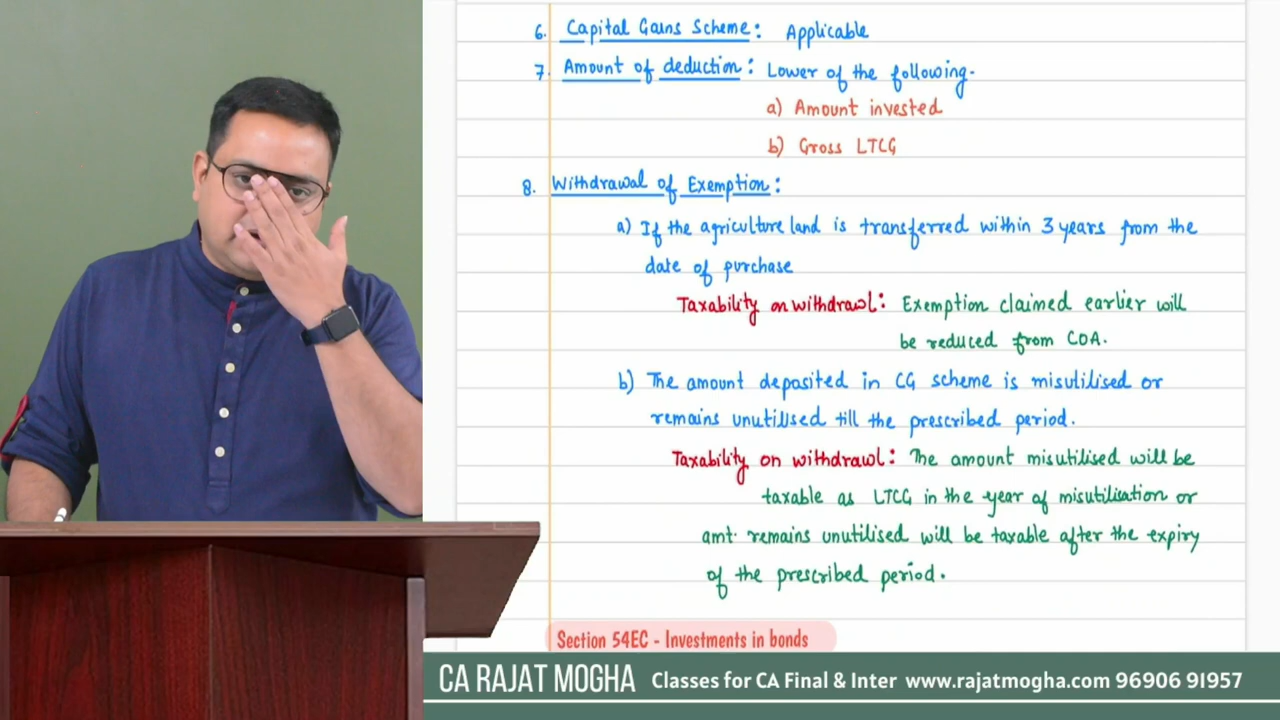 6. Capital Gains Scheme: Applicable
7. Amount of deduction: Lower of the following.
a) Amount invested
b) Gross LTCG
8. Withdrawal of Exemption:
a) If the agriculture land is transferred within 3 years from the
date of purchase
Taxability on withdrawl: Exemption claimed earlier will
be reduced from COA.
b) The amount deposited in CG scheme is misutilised or
remains unutilised till the prescribed period.
Taxability on withdrawl: The amount misutilised will be
taxable as LTCG in the year of misutilisation or
amt. remains unutilised will be taxable after the expiry
of the prescribed period.
Section 54EC - Investments in bonds
CA RAJAT MOGHA Classes for CA Final & Inter www.rajatmogha.com 96906 91957